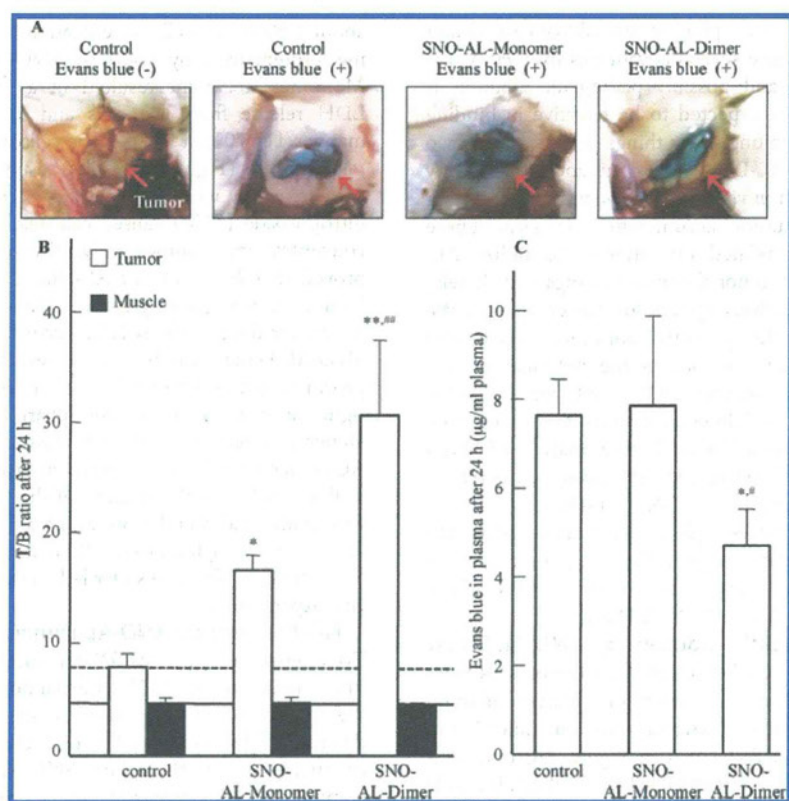 A
Control
Evans blue (-)
Control
Evans blue (+)
SNO-AL-Monomer
Evans blue (+)
SNO-AL-Dimer
Evans blue (+)
Tumor
B
Tumor
Muscle
T/B ratio after 24 h
40
30
20
10
0
*
**,##
control
SNO-
AL-Monomer
SNO-
AL-Dimer
C
Evans blue in plasma after 24 h (μg/ml plasma)
10
8
6
4
2
0
*,#
control
SNO-
AL-Monomer
SNO-
AL-Dimer